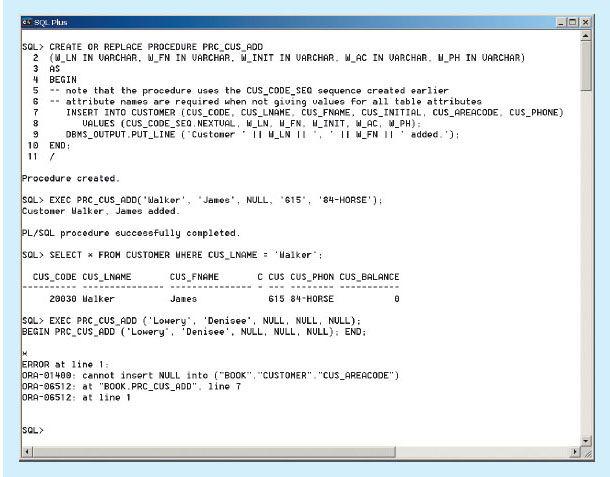 SQL Plus
SQL> CREATE OR REPLACE PROCEDURE PRC_CUS_ADD
2 (W_LN IN VARCHAR, W_FN IN VARCHAR, W_INIT IN VARCHAR, W_AC IN VARCHAR, W_PH IN VARCHAR)
3 AS
4 BEGIN
5 -- note that the procedure uses the CUS_CODE_SEQ sequence created earlier
6 -- attribute names are required when not giving values for all table attributes
7 INSERT INTO CUSTOMER (CUS_CODE, CUS_LNAME, CUS_FNAME, CUS_INITIAL, CUS_AREACODE, CUS_PHONE)
8 VALUES (CUS_CODE_SEQ.NEXTVAL, W_LN, W_FN, W_INIT, W_AC, W_PH);
9 DBMS_OUTPUT.PUT_LINE ('Customer ' || W_LN || ', ' || W_FN || ' added.');
10 END;
11 /
Procedure created.
SQL> EXEC PRC_CUS_ADD('Walker', 'James', NULL, '615', '84-HORSE');
Customer Walker, James added.
PL/SQL procedure successfully completed.
SQL> SELECT * FROM CUSTOMER WHERE CUS_LNAME = 'Walker';
CUS_CODE CUS_LNAME CUS_FNAME C CUS CUS_PHON CUS_BALANCE
---------- --------------- --------------- - --- -------- -----------
20030 Walker James 615 84-HORSE 0
SQL> EXEC PRC_CUS_ADD ('Lowery', 'Denisee', NULL, NULL, NULL);
BEGIN PRC_CUS_ADD ('Lowery', 'Denisee', NULL, NULL, NULL); END;
*
ERROR at line 1:
ORA-01400: cannot insert NULL into ("BOOK"."CUSTOMER"."CUS_AREACODE")
ORA-06512: at "BOOK.PRC_CUS_ADD", line 7
ORA-06512: at line 1
SQL>